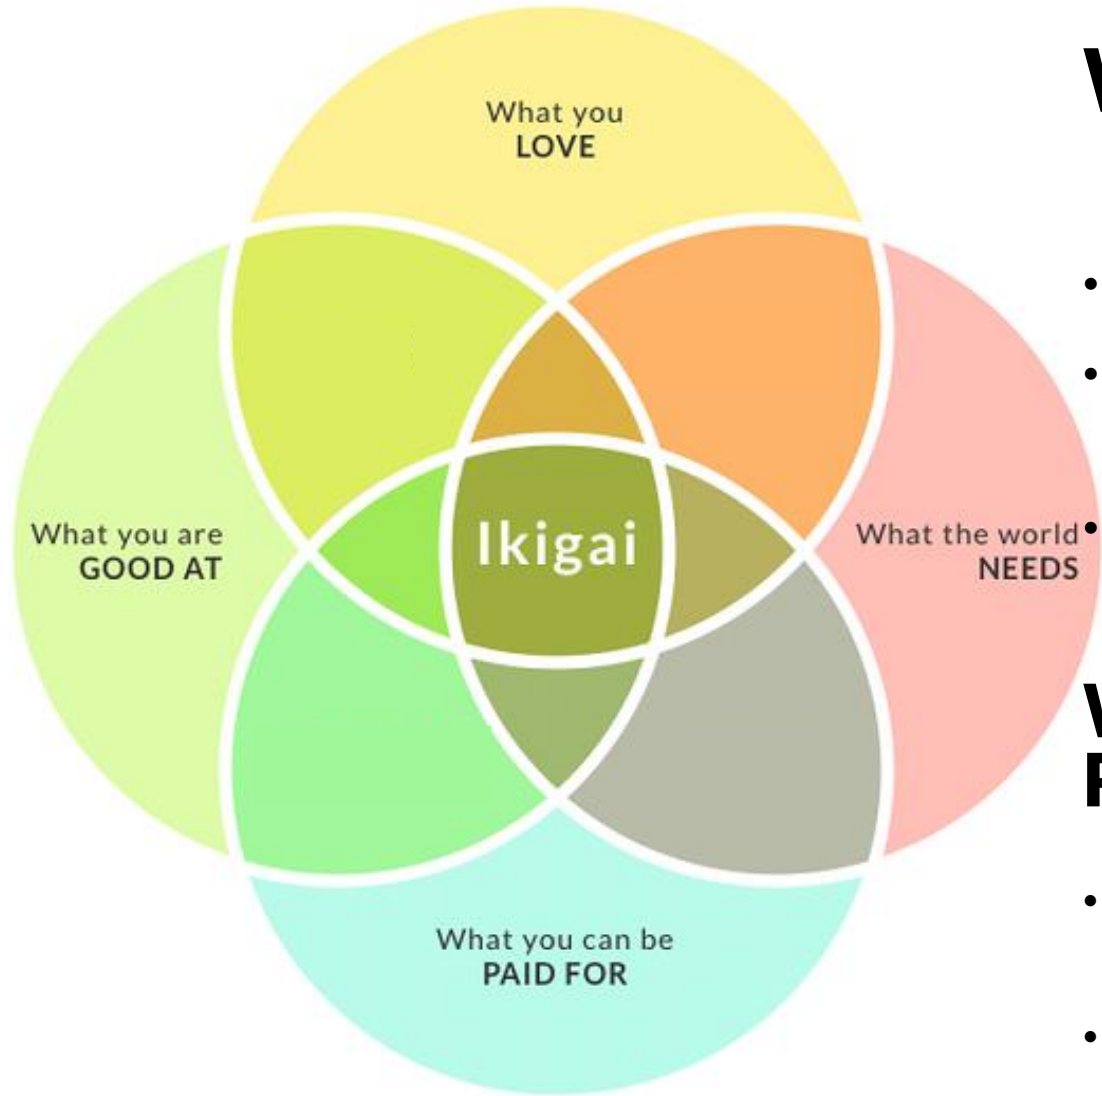 What you
LOVE
What you are
GOOD AT
Ikigai
What the world
NEEDS
What you can be
PAID FOR